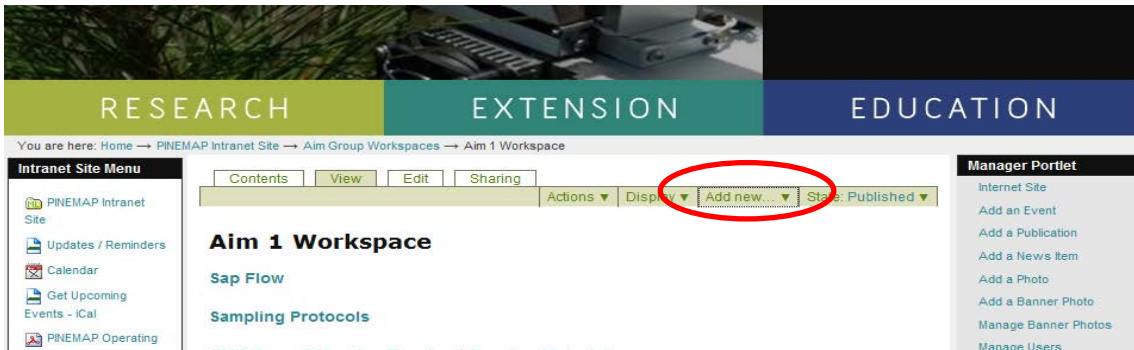 RESEARCH EXTENSION EDUCATION
You are here: Home → PINEMAP Intranet Site → Aim Group Workspaces → Aim 1 Workspace
Intranet Site Menu
PINEMAP Intranet
Site
Updates / Reminders
Calendar
Get Upcoming
Events - iCal
PINEMAP Operating
Contents View Edit Sharing
Actions ▼ Display ▼ Add new... ▼ State: Published ▼
Aim 1 Workspace
Sap Flow
Sampling Protocols
Manager Portlet
Internet Site
Add an Event
Add a Publication
Add a News Item
Add a Photo
Add a Banner Photo
Manage Banner Photos
Manage Users